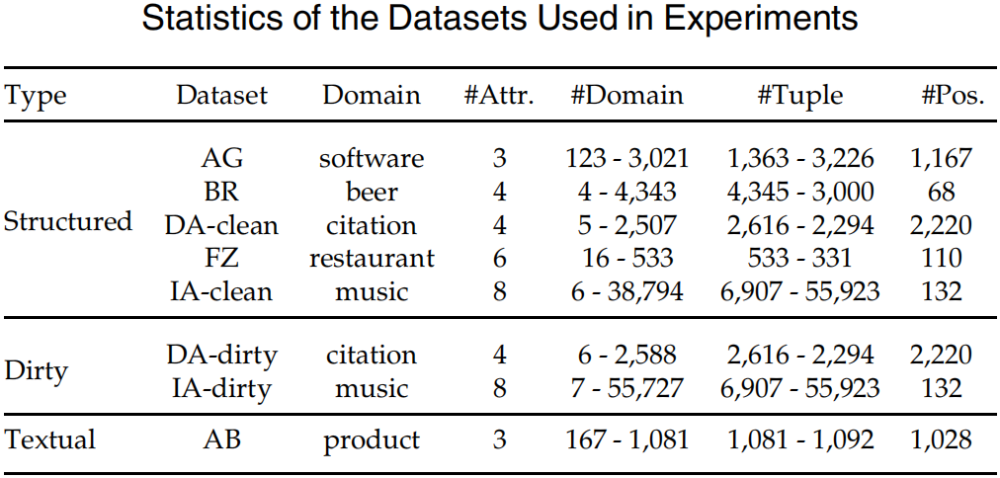 Statistics of the Datasets Used in Experiments
Type Dataset Domain #Attr. #Domain #Tuple #Pos.
AG software 3 123 - 3,021 1,363 - 3,226 1,167
BR beer 4 4 - 4,343 4,345 - 3,000 68
Structured DA-clean citation 4 5 - 2,507 2,616 - 2,294 2,220
FZ restaurant 6 16 - 533 533 - 331 110
IA-clean music 8 6 - 38,794 6,907 - 55,923 132
Dirty DA-dirty citation 4 6 - 2,588 2,616 - 2,294 2,220
IA-dirty music 8 7 - 55,727 6,907 - 55,923 132
Textual AB product 3 167 - 1,081 1,081 - 1,092 1,028